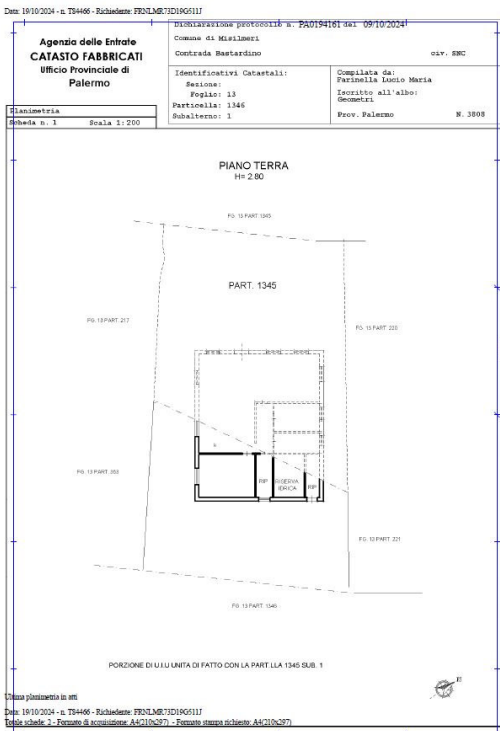 Data: 19/10/2024 - n. T84466 - Richiedente: FRNLMR73D19G511J
Agenzia delle Entrate
CATASTO FABBRICATI
Ufficio Provinciale di
Palermo
Dichiarazione protocollo n. PA0194161 del 09/10/2024
Comune di Misilmeri
Contrada Bastardino civ. SNC
Identificativi Catastali:
Sezione:
Foglio: 13
Particella: 1346
Subalterno: 1
Compilata da:
Farinella Lucio Maria
Iscritto all'albo:
Geometri
Prov. Palermo N. 3808
Planimetria
Scheda n. 1 Scala 1:200
PIANO TERRA
H= 2.80
FG. 13 PART. 1345
PART. 1345
FG. 13 PART. 217
FG. 13 PART. 220
FG. 13 PART.
RIP
RISERVA
IDRICA
RIP
FG. 13 PART. 221
FG. 13 PART. 1346
PORZIONE DI U.I.U UNITA DI FATTO CON LA PART.LLA 1345 SUB. 1
Ultima planimetria in atti
Data: 19/10/2024 - n. T84466 - Richiedente: FRNLMR73D19G511J
Totale schede: 2 - Formato di acquisizione: A4(210x297) - Formato stampa richiesto: A4(210x297)